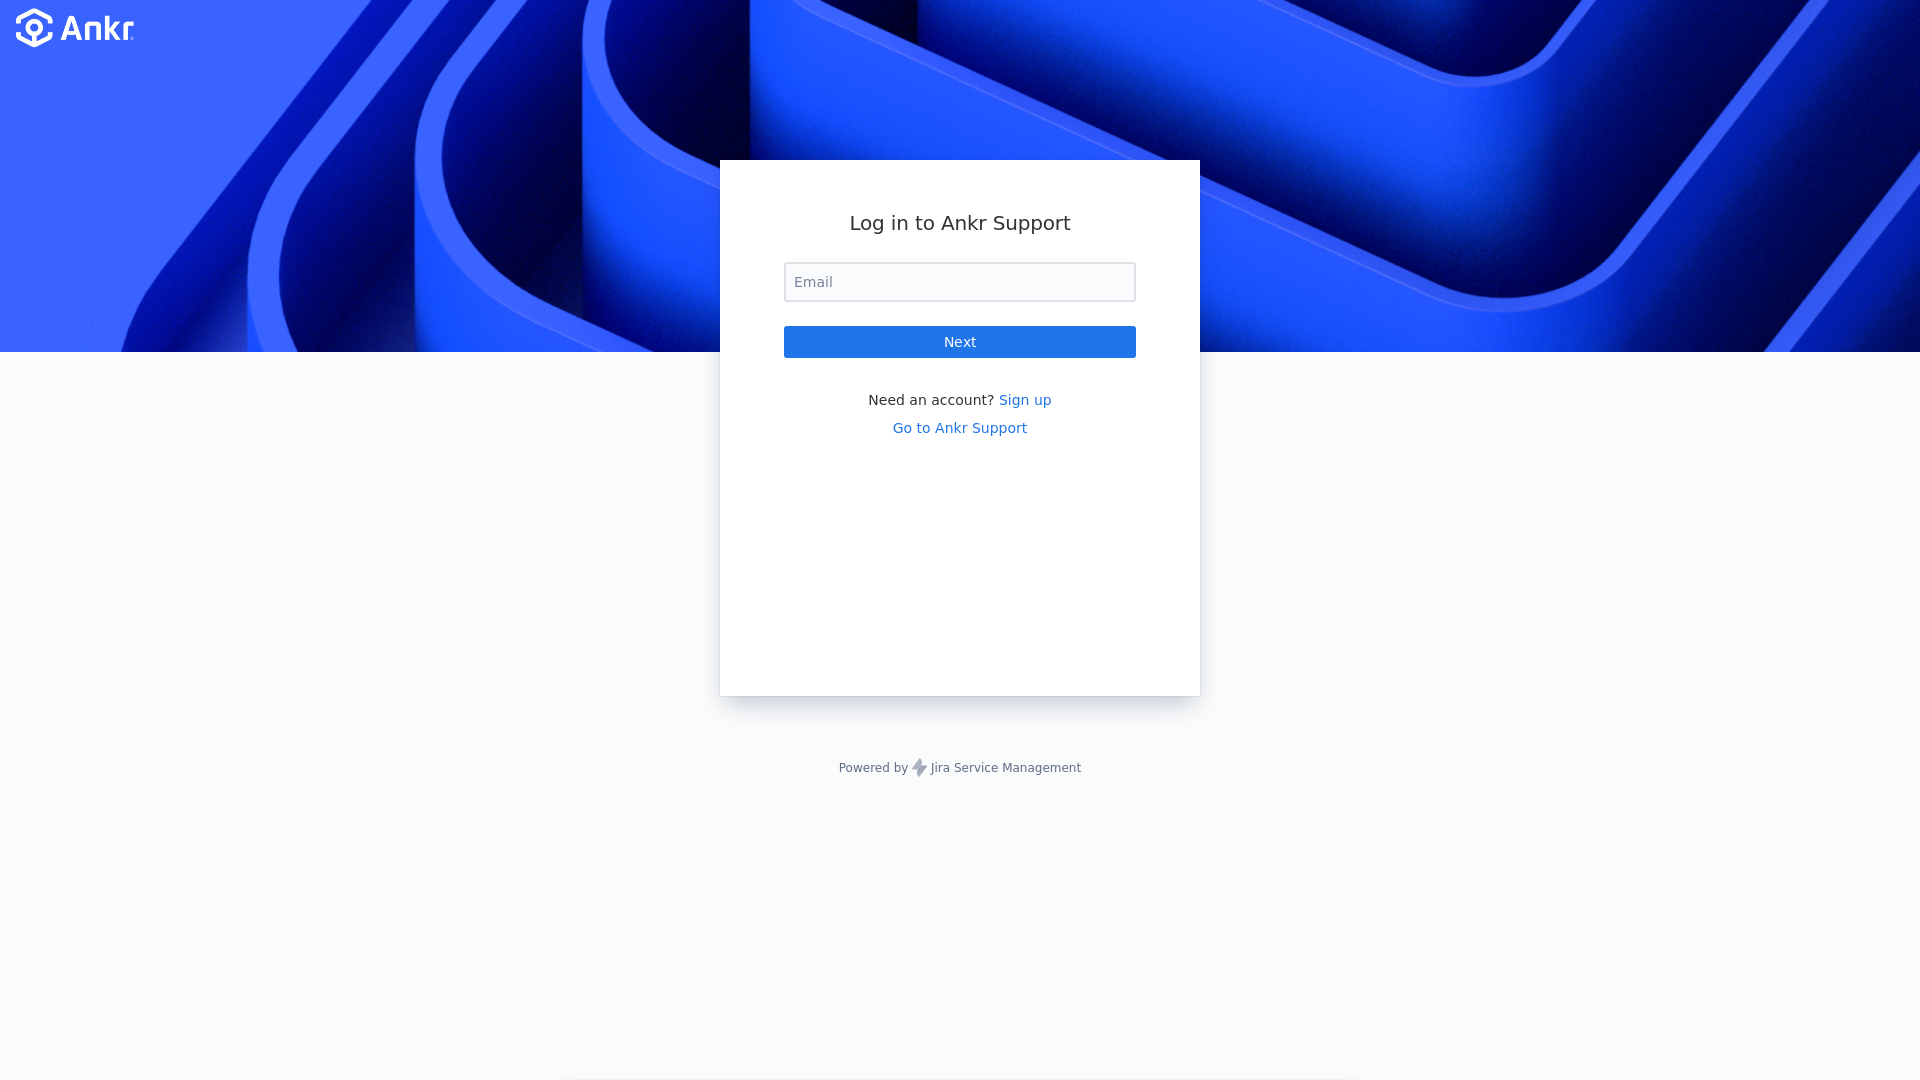 Ankr
Log in to Ankr Support
Email
Next
Need an account? Sign up
Go to Ankr Support
Powered by Jira Service Management